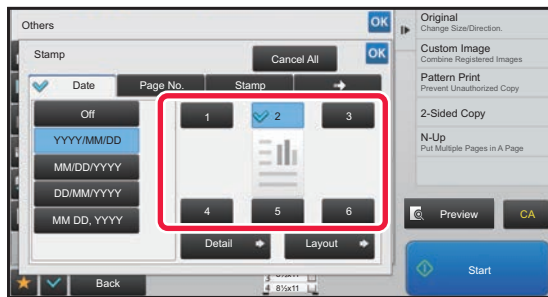 Others
OK
Stamp
Cancel All
OK
Date
Page No.
Stamp
Off
YYYY/MM/DD
MM/DD/YYYY
DD/MM/YYYY
MM DD, YYYY
1
2
3
4
5
6
Detail
Layout
Back
4 8½x11
Original
Change Size/Direction.
Custom Image
Combine Registered Images
Pattern Print
Prevent Unauthorized Copy
2-Sided Copy
N-Up
Put Multiple Pages in A Page
Preview
CA
Start